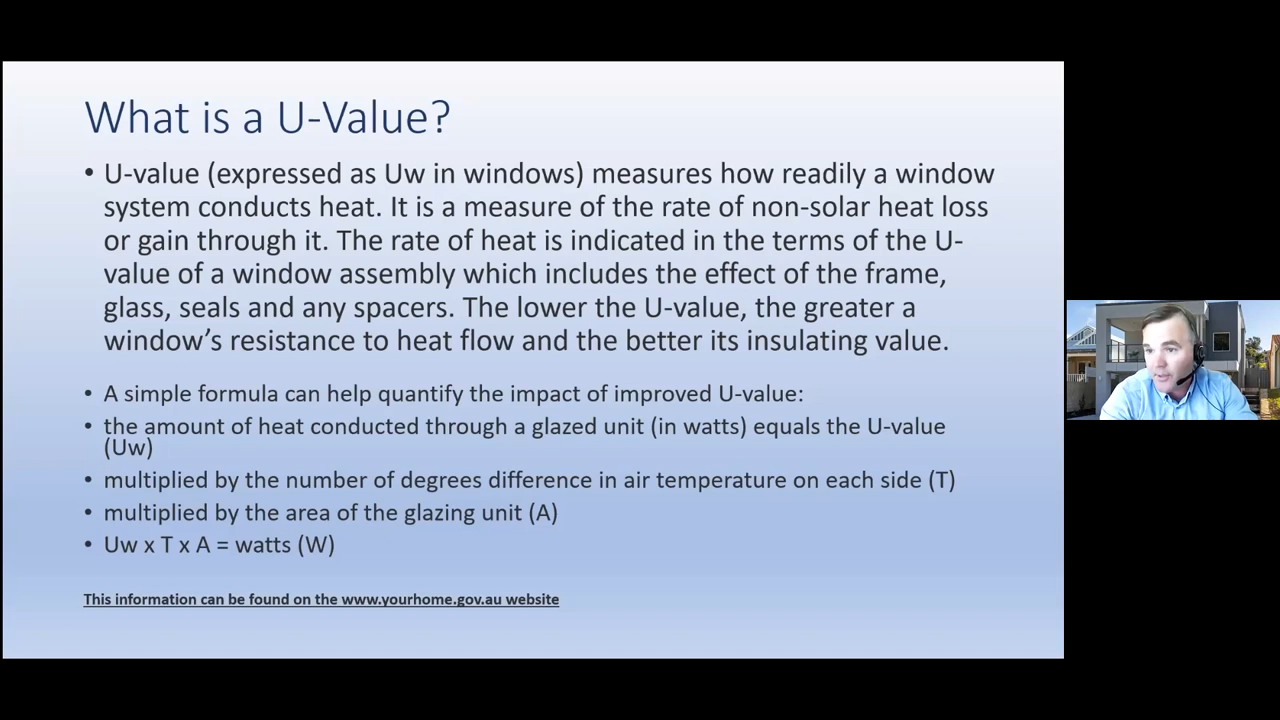 What is a U-Value?
• U-value (expressed as Uw in windows) measures how readily a window
system conducts heat. It is a measure of the rate of non-solar heat loss
or gain through it. The rate of heat is indicated in the terms of the U-
value of a window assembly which includes the effect of the frame,
glass, seals and any spacers. The lower the U-value, the greater a
window’s resistance to heat flow and the better its insulating value.
• A simple formula can help quantify the impact of improved U-value:
• the amount of heat conducted through a glazed unit (in watts) equals the U-value
(Uw)
• multiplied by the number of degrees difference in air temperature on each side (T)
• multiplied by the area of the glazing unit (A)
• Uw x T x A = watts (W)
This information can be found on the www.yourhome.gov.au website